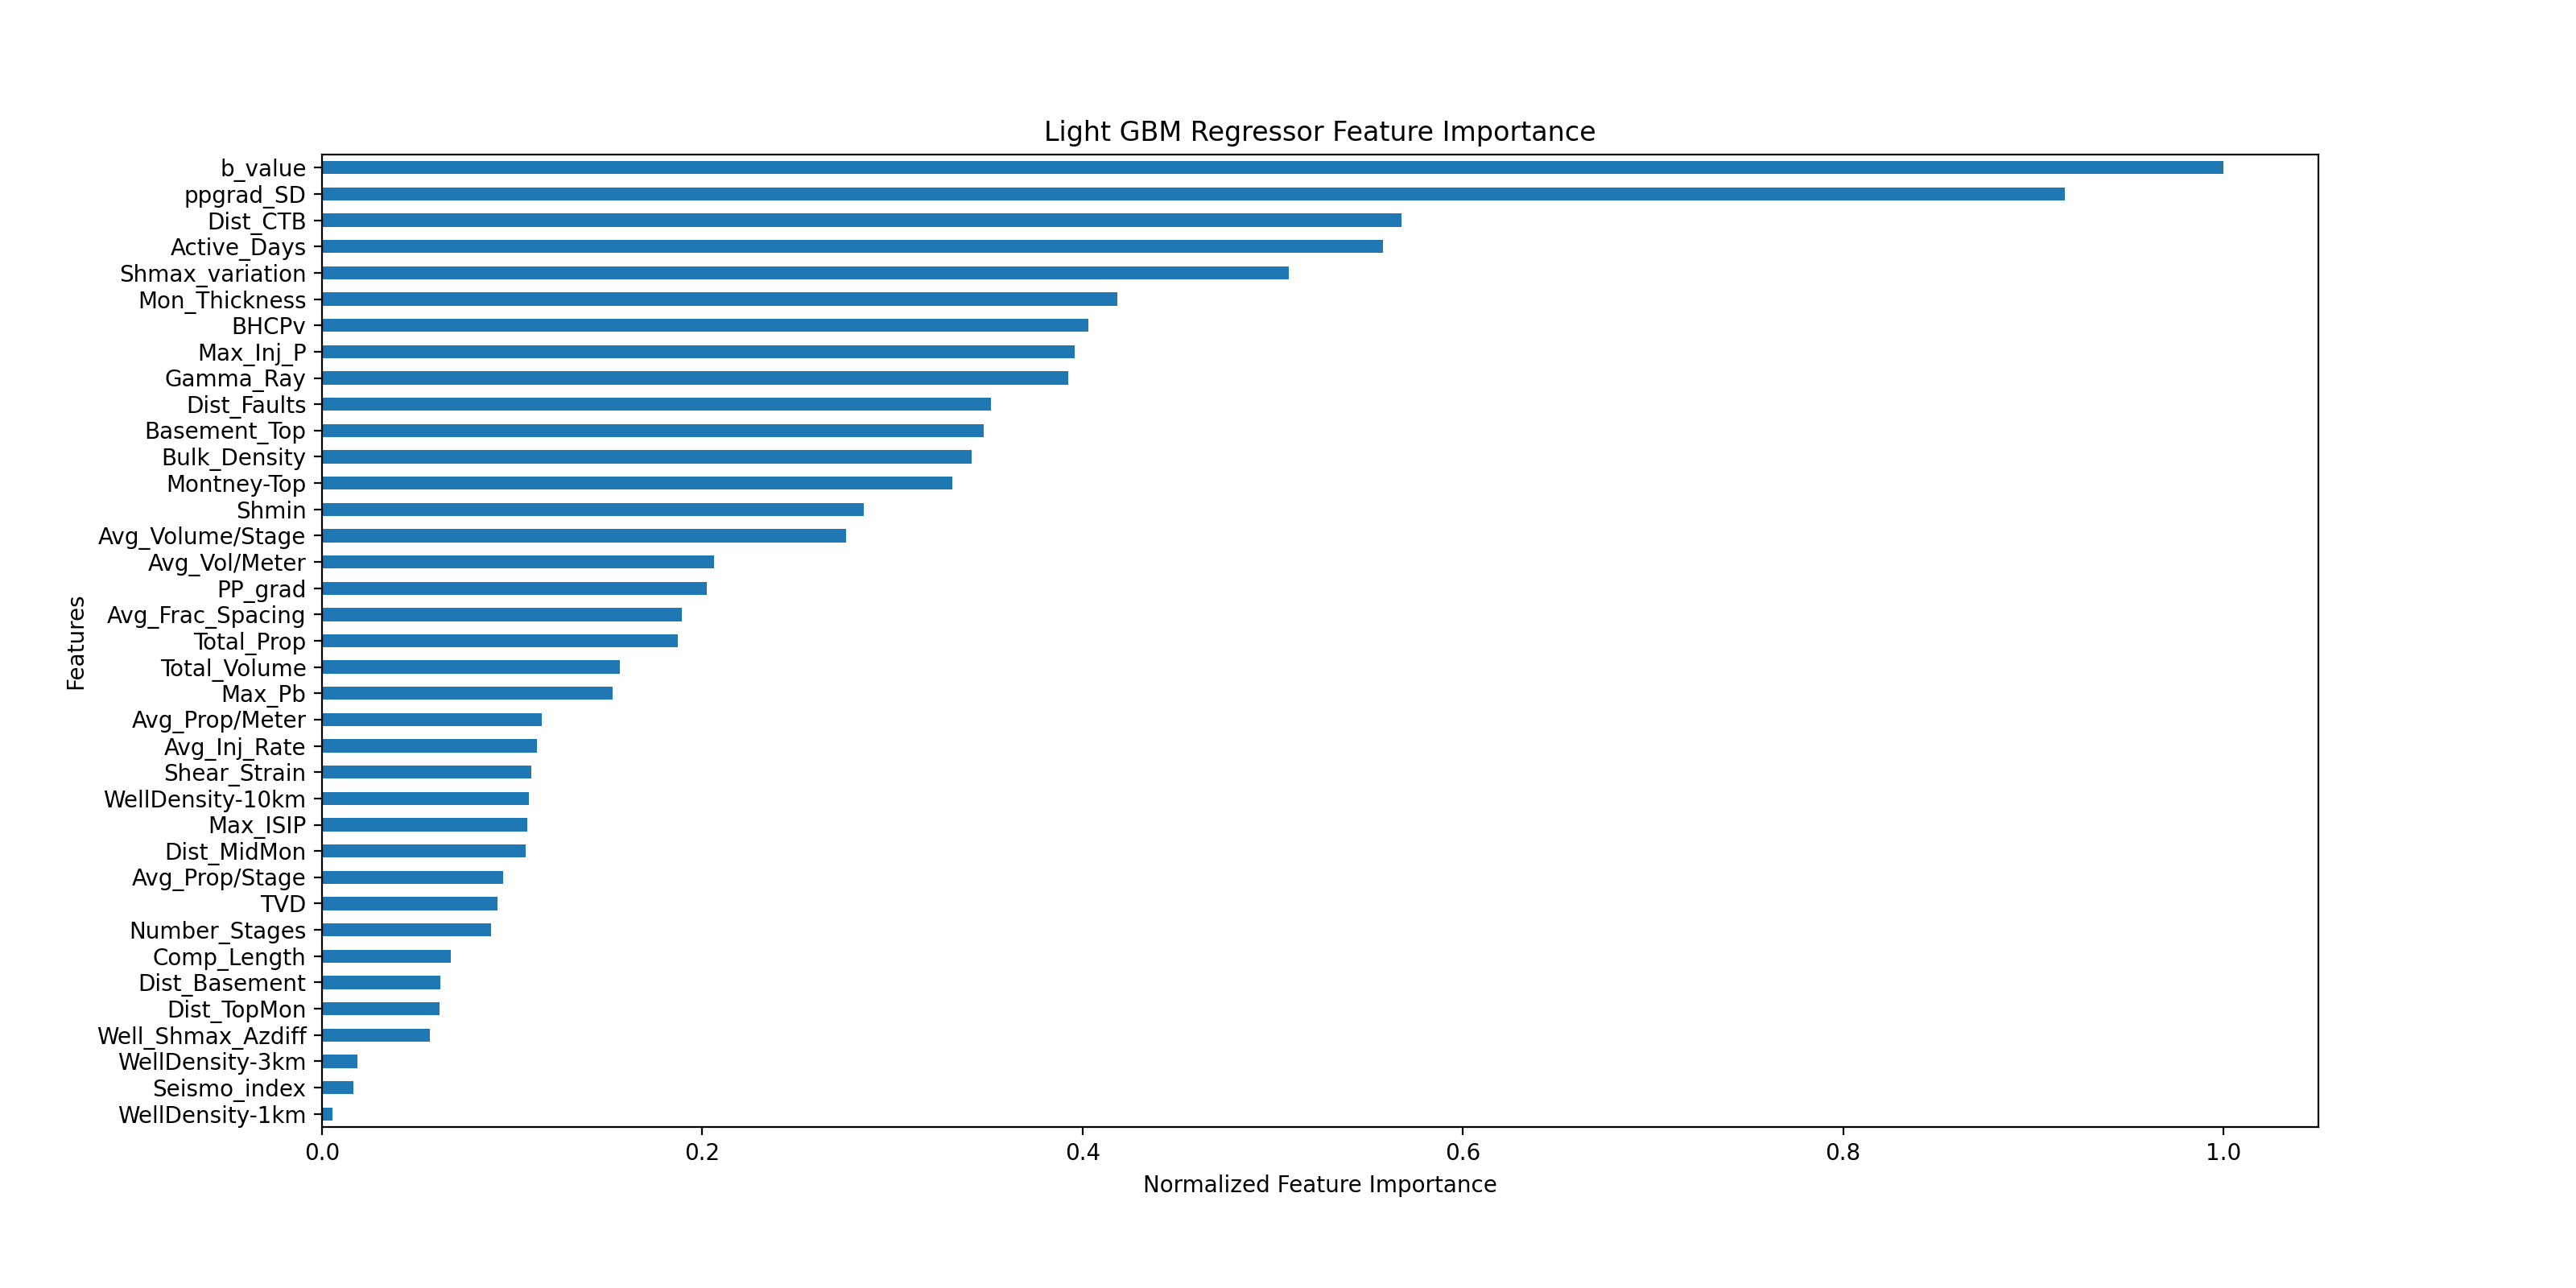 Light GBM Regressor Feature Importance
b_value
ppgrad_SD
Dist_CTB
Active_Days
Shmax_variation
Mon_Thickness
BHCPv
Max_Inj_P
Gamma_Ray
Dist_Faults
Basement_Top
Bulk_Density
Montney-Top
Shmin
Avg_Volume/Stage
Avg_Vol/Meter
PP_grad
Avg_Frac_Spacing
Total_Prop
Total_Volume
Max_Pb
Avg_Prop/Meter
Avg_Inj_Rate
Shear_Strain
WellDensity-10km
Max_ISIP
Dist_MidMon
Avg_Prop/Stage
TVD
Number_Stages
Comp_Length
Dist_Basement
Dist_TopMon
Well_Shmax_Azdiff
WellDensity-3km
Seismo_index
WellDensity-1km
Features
0.0 0.2 0.4 0.6 0.8 1.0
Normalized Feature Importance